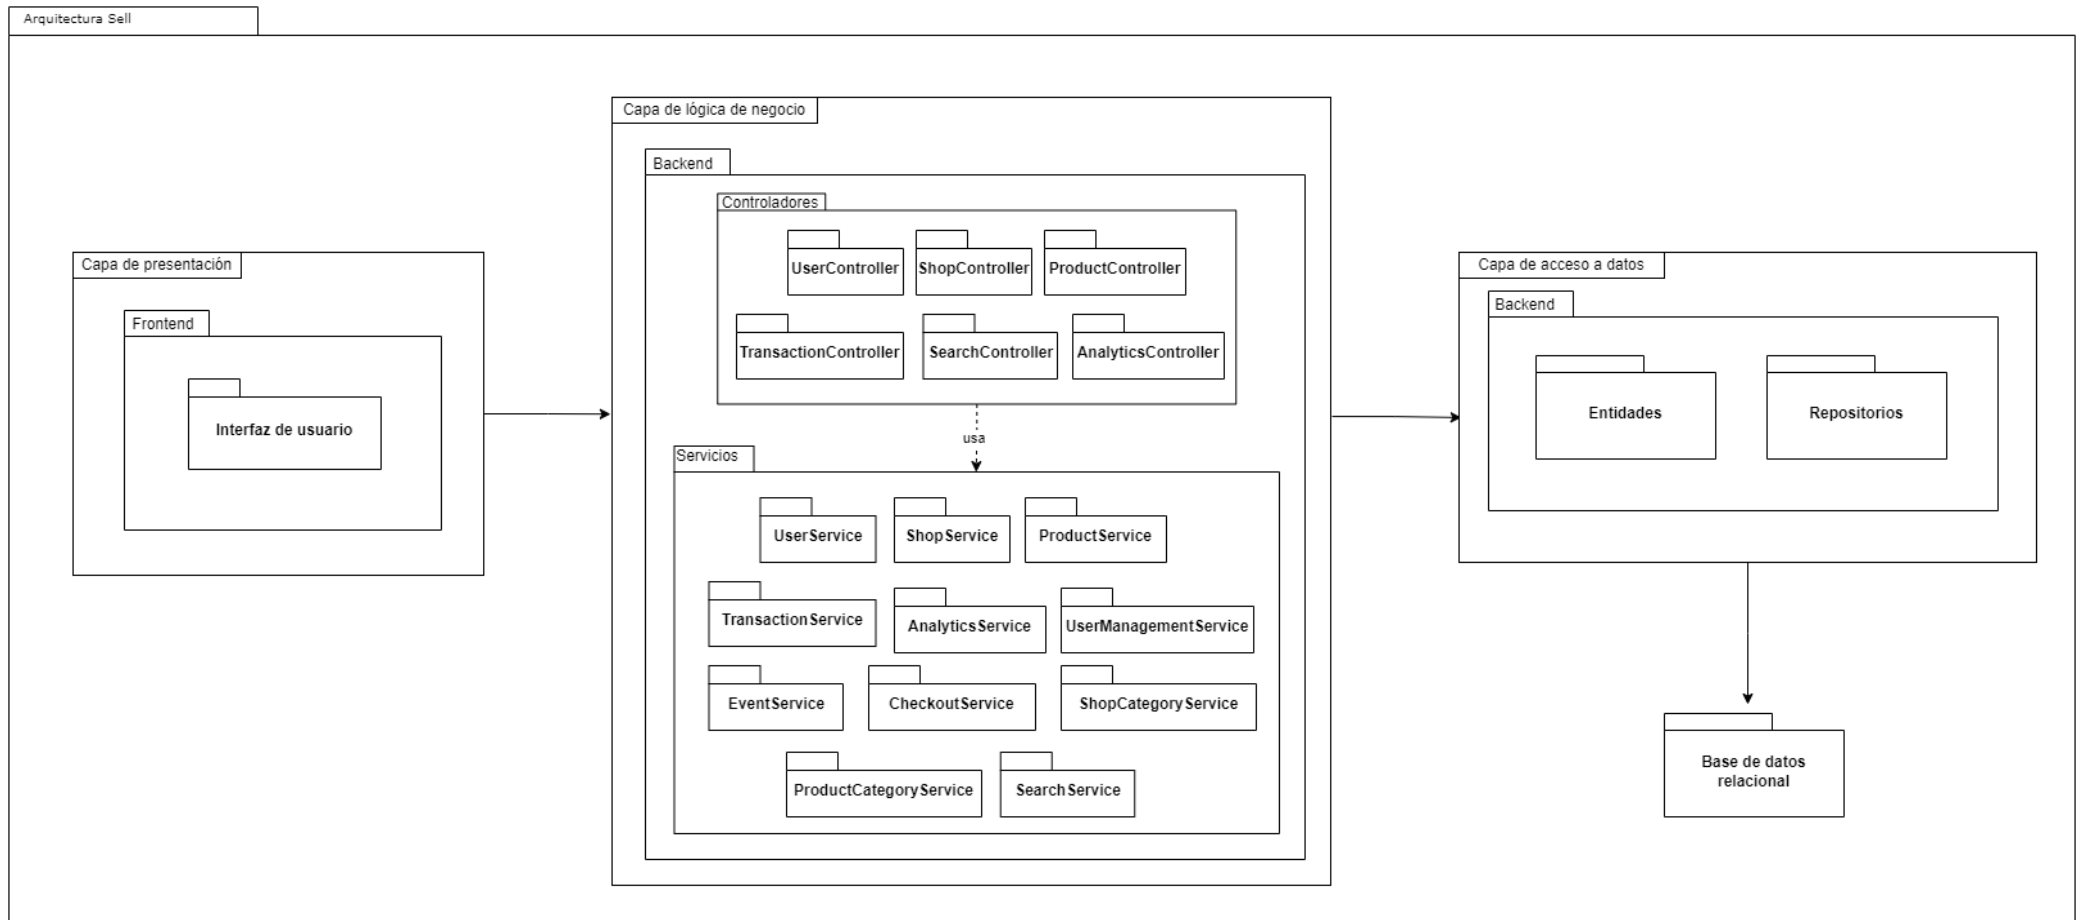 Arquitectura Sell
Capa de presentación
Frontend
Interfaz de usuario
Capa de lógica de negocio
Backend
Controladores
UserController
ShopController
ProductController
TransactionController
SearchController
AnalyticsController
usa
Servicios
UserService
ShopService
ProductService
TransactionService
AnalyticsService
UserManagementService
EventService
CheckoutService
ShopCategoryService
ProductCategoryService
SearchService
Capa de acceso a datos
Backend
Entidades
Repositorios
Base de datos
relacional